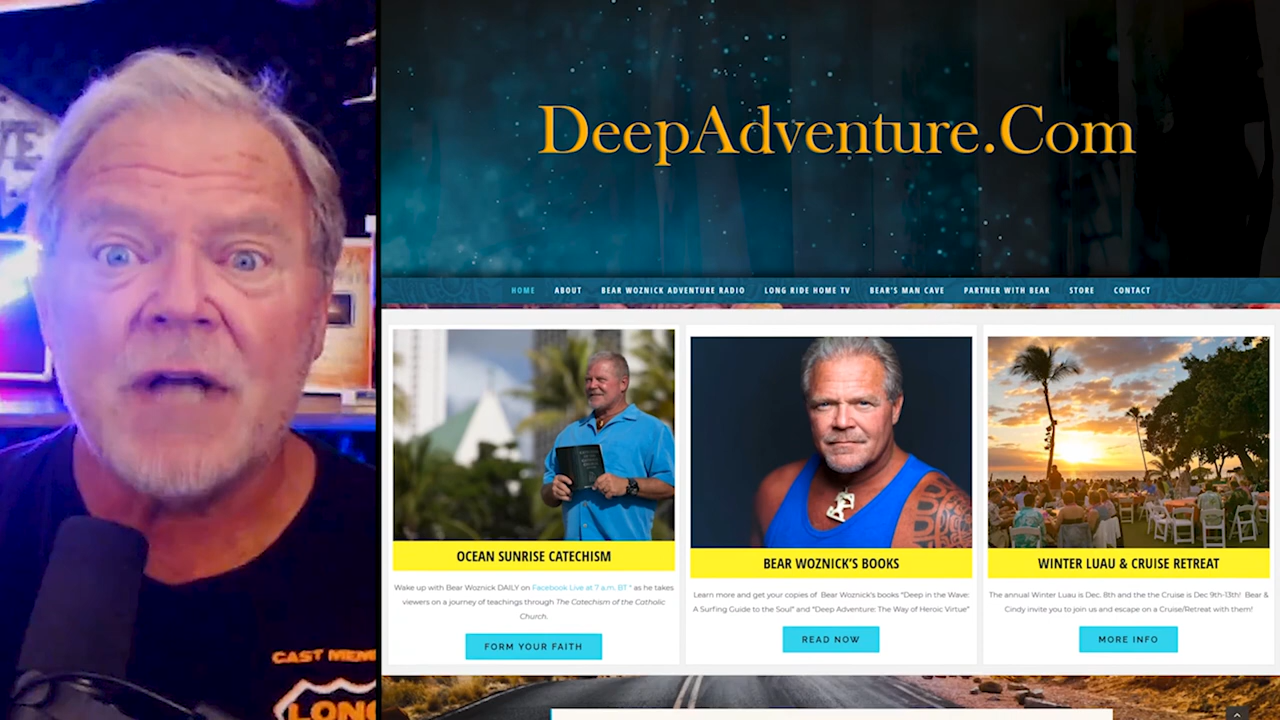 DeepAdventure.Com
HOME ABOUT BEAR WOZNICK ADVENTURE RADIO LONG RIDE HOME TV BEAR'S MAN CAVE PARTNER WITH BEAR STORE CONTACT
OCEAN SUNRISE CATECHISM
Wake up with Bear Woznick DAILY on Facebook Live at 7 a.m. BT * as he takes
viewers on a journey of teachings through The Catechism of the Catholic
Church.
FORM YOUR FAITH
BEAR WOZNICK'S BOOKS
Learn more and get your copies of Bear Woznick's books "Deep in the Wave:
A Surfing Guide to the Soul" and "Deep Adventure: The Way of Heroic Virtue"
READ NOW
WINTER LUAU & CRUISE RETREAT
The annual Winter Luau is Dec. 8th and the the Cruise is Dec 9th-13th! Bear &
Cindy invite you to join us and escape on a Cruise/Retreat with them!
MORE INFO
CAST MEM
LONG